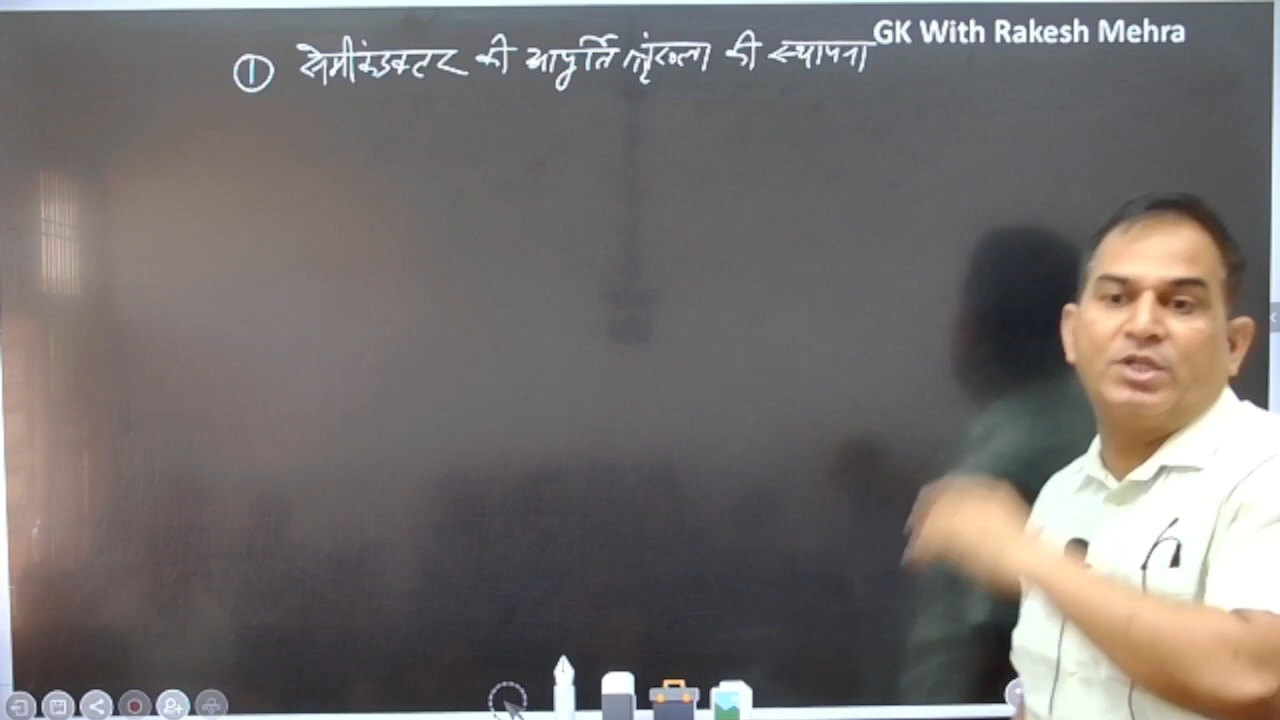 GK With Rakesh Mehra
① सेमीकंडक्टर की आपूर्ति श्रृंखला की स्थापना